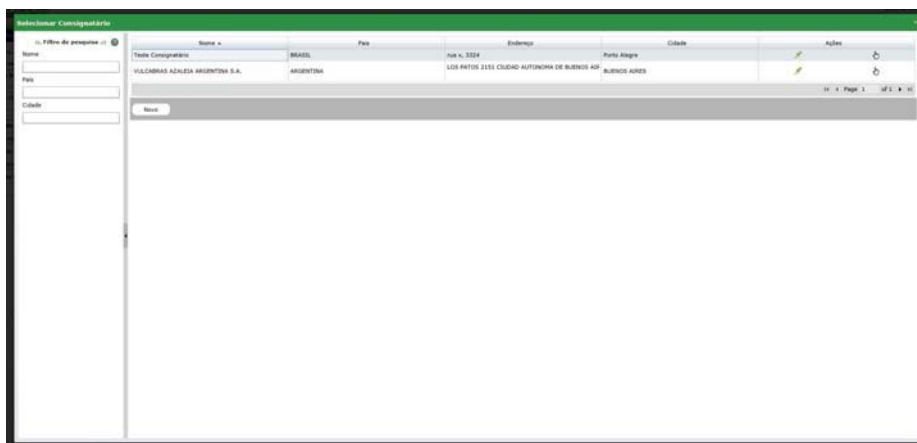 Selecionar Consignatário
.:. Filtro de pesquisa .:.
Nome
País
Cidade
Nome País Endereço Cidade Ações
Teste Consignatário BRASIL rua x, 3324 Porto Alegre
VULCABRAS AZALEIA ARGENTINA S.A. ARGENTINA LOS PATOS 2151 CIUDAD AUTONOMA DE BUENOS AIR BUENOS AIRES
Page 1 of 1
Novo